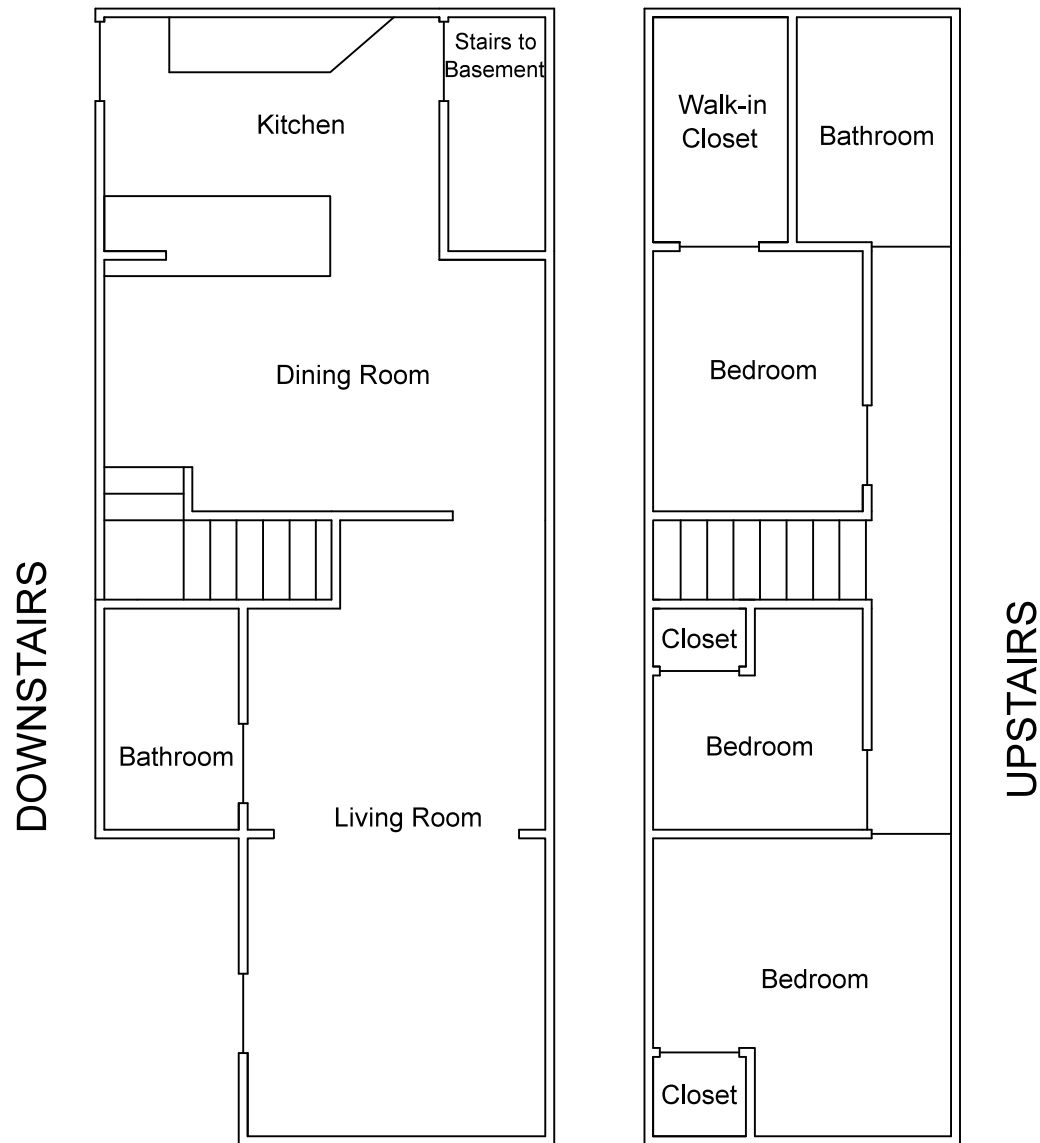 DOWNSTAIRS
Stairs to
Basement
Kitchen
Dining Room
Bathroom
Living Room
Walk-in
Closet
Bathroom
Bedroom
Closet
Bedroom
Bedroom
Closet
UPSTAIRS